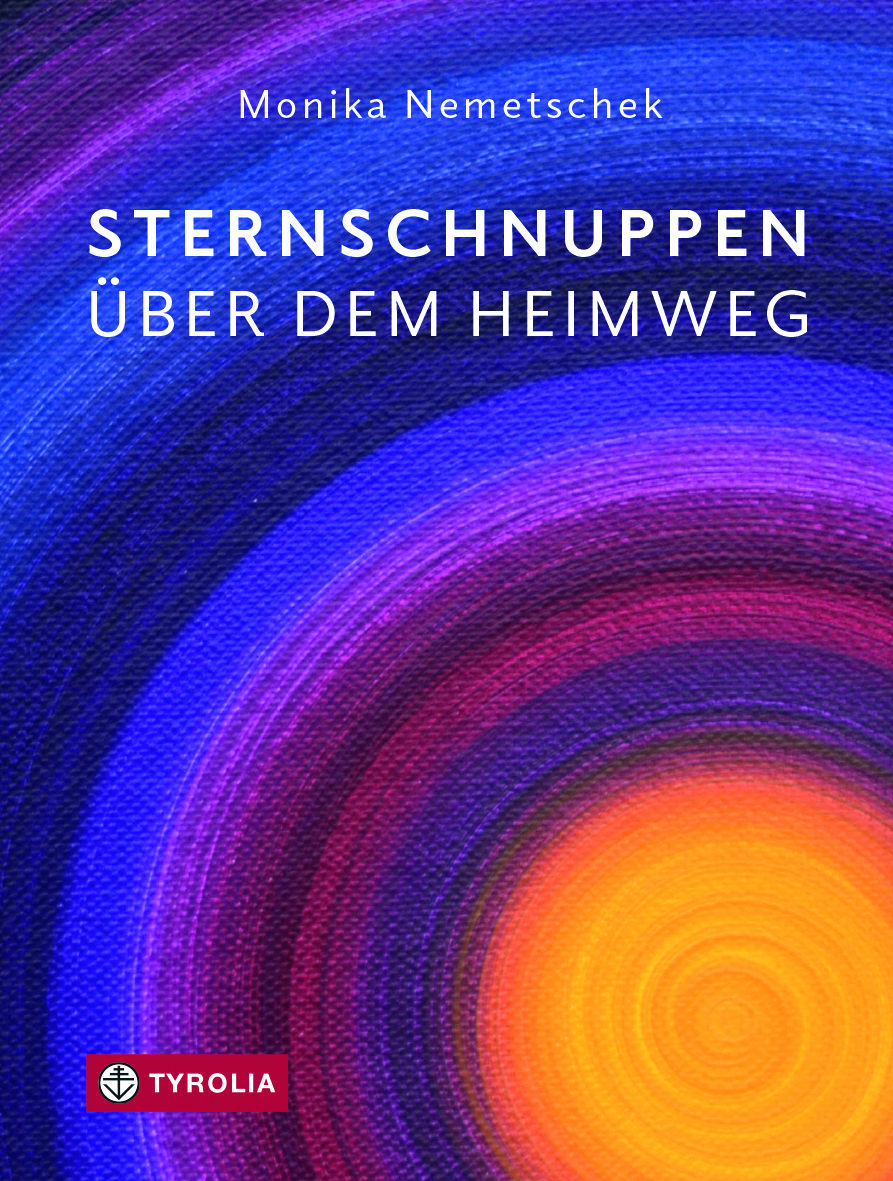 Monika Nemetschek
STERNSCHNUPPEN
ÜBER DEM HEIMWEG
TYROLIA